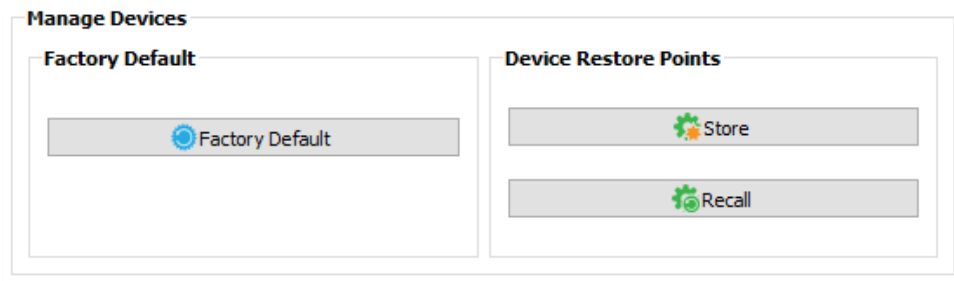 Manage Devices
Factory Default
Factory Default
Device Restore Points
Store
Recall